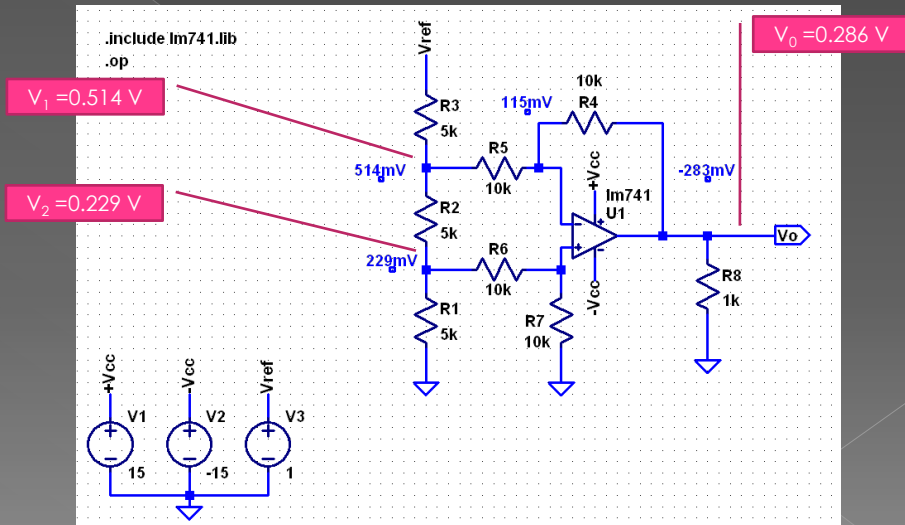 V0 =0.286 V
.include lm741.lib
.op
Vref
V1 =0.514 V
10k
R4
115mV
R3
5k
R5
10k
514mV
+Vcc
-283mV
lm741
U1
V2 =0.229 V
R2
5k
229mV
R6
10k
Vo
-Vcc
R8
1k
R1
5k
R7
10k
+Vcc
-Vcc
Vref
V1
15
V2
-15
V3
1